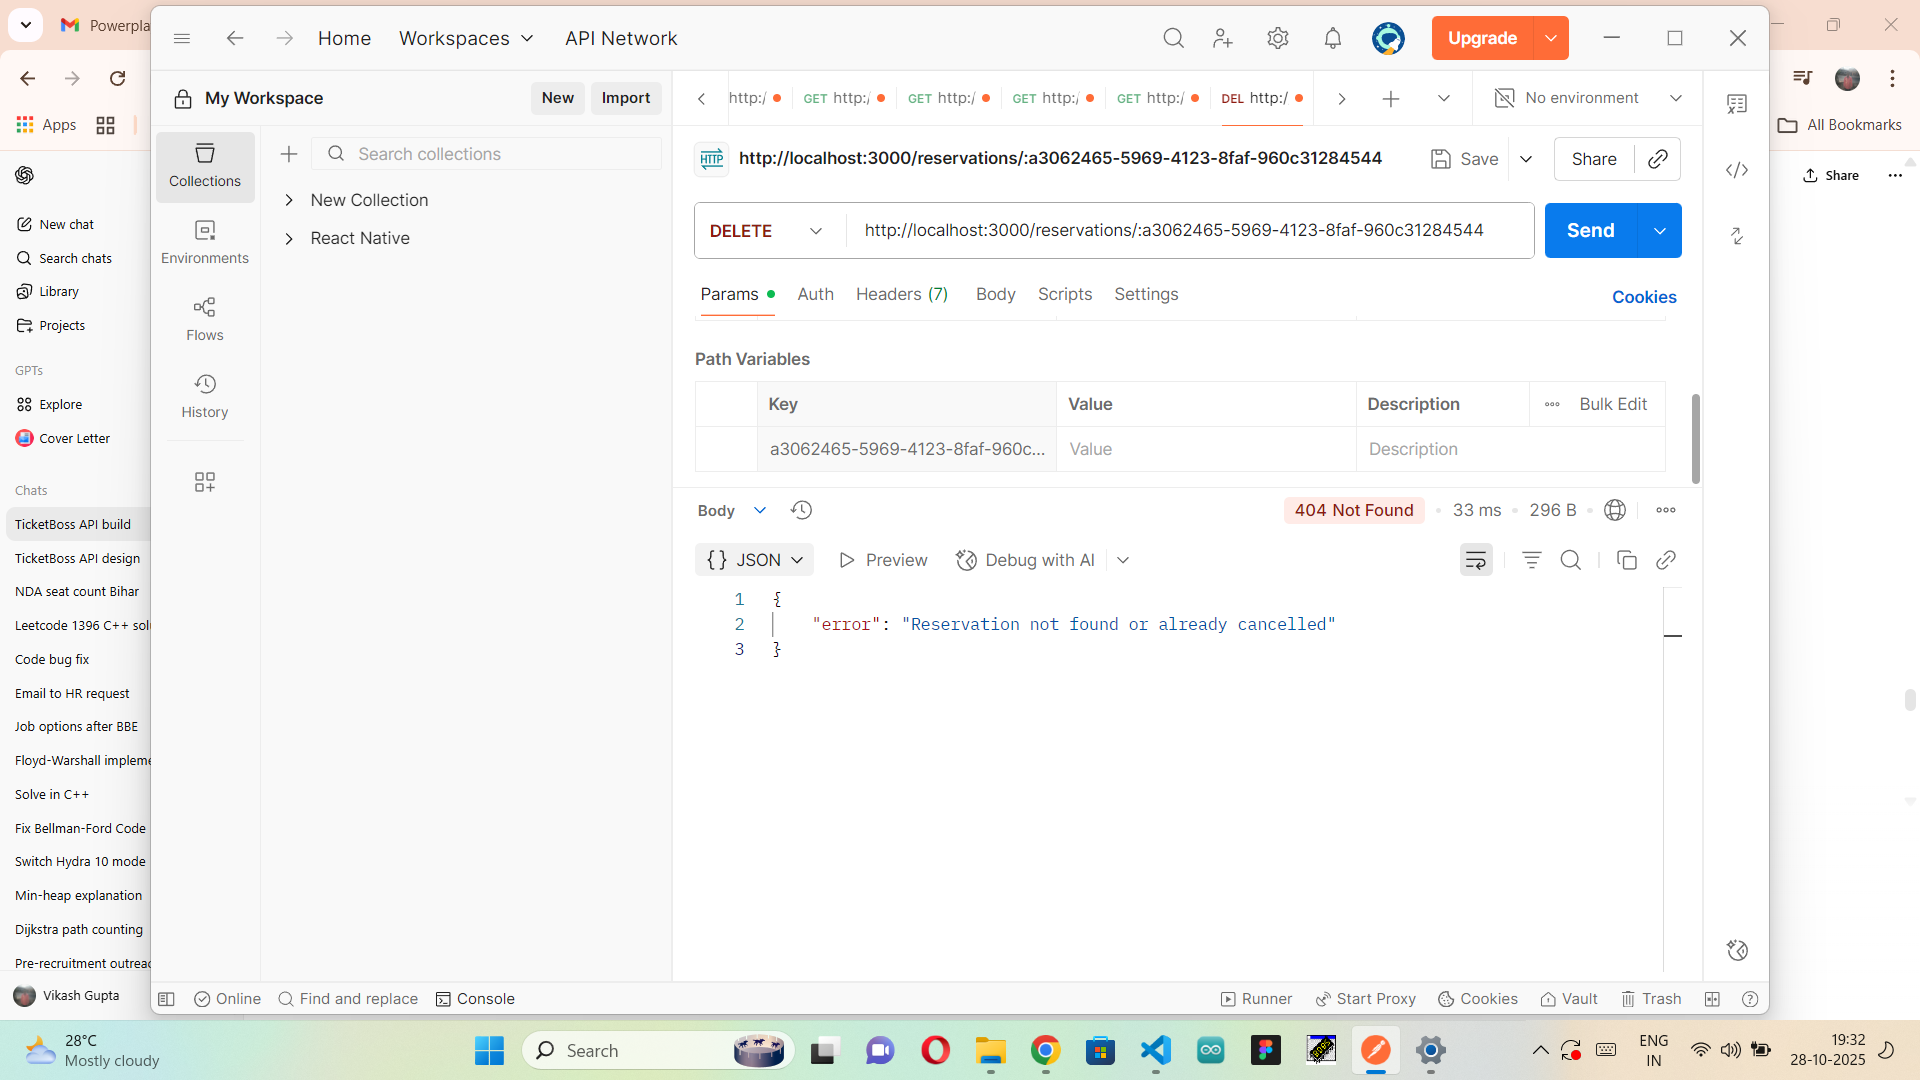 Powerpla
Home
Workspaces
API Network
Upgrade
Apps
All Bookmarks
My Workspace
New
Import
http:/
GET http:/
GET http:/
GET http:/
GET http:/
DEL http:/
No environment
Share
New chat
Search chats
Library
Projects
GPTs
Explore
Cover Letter
Chats
TicketBoss API build
TicketBoss API design
NDA seat count Bihar
Leetcode 1396 C++ solu
Code bug fix
Email to HR request
Job options after BBE
Floyd-Warshall impleme
Solve in C++
Fix Bellman-Ford Code
Switch Hydra 10 mode
Min-heap explanation
Dijkstra path counting
Pre-recruitment outreac
Vikash Gupta
Collections
Environments
Flows
History
Search collections
New Collection
React Native
HTTP
http://localhost:3000/reservations/:a3062465-5969-4123-8faf-960c31284544
Save
Share
DELETE
http://localhost:3000/reservations/:a3062465-5969-4123-8faf-960c31284544
Send
Params
Auth
Headers (7)
Body
Scripts
Settings
Cookies
Path Variables
Key
Value
Description
Bulk Edit
a3062465-5969-4123-8faf-960c...
Value
Description
Body
404 Not Found
33 ms
296 B
{} JSON
Preview
Debug with AI
1 {
2 "error": "Reservation not found or already cancelled"
3 }
Online
Find and replace
Console
Runner
Start Proxy
Cookies
Vault
Trash
28°C
Mostly cloudy
Search
ENG
IN
19:32
28-10-2025